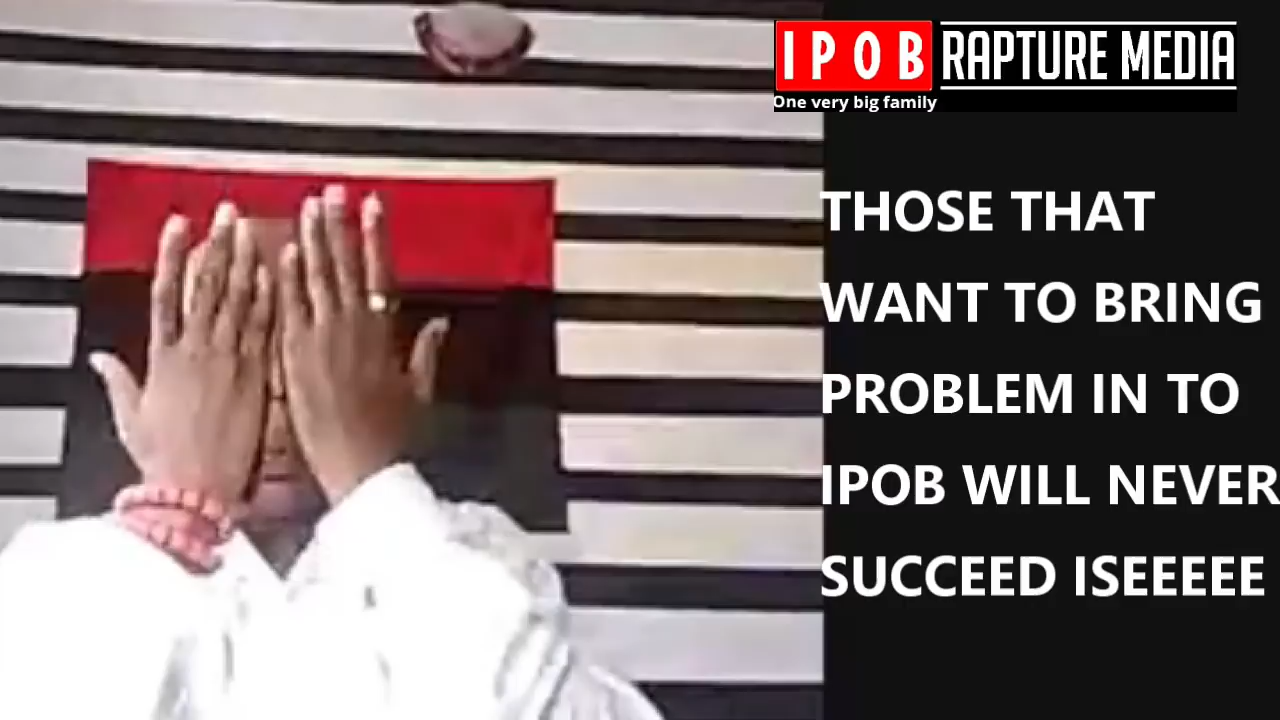 IPOB RAPTURE MEDIA
One very big family
THOSE THAT
WANT TO BRING
PROBLEM IN TO
IPOB WILL NEVER
SUCCEED ISEEEEE